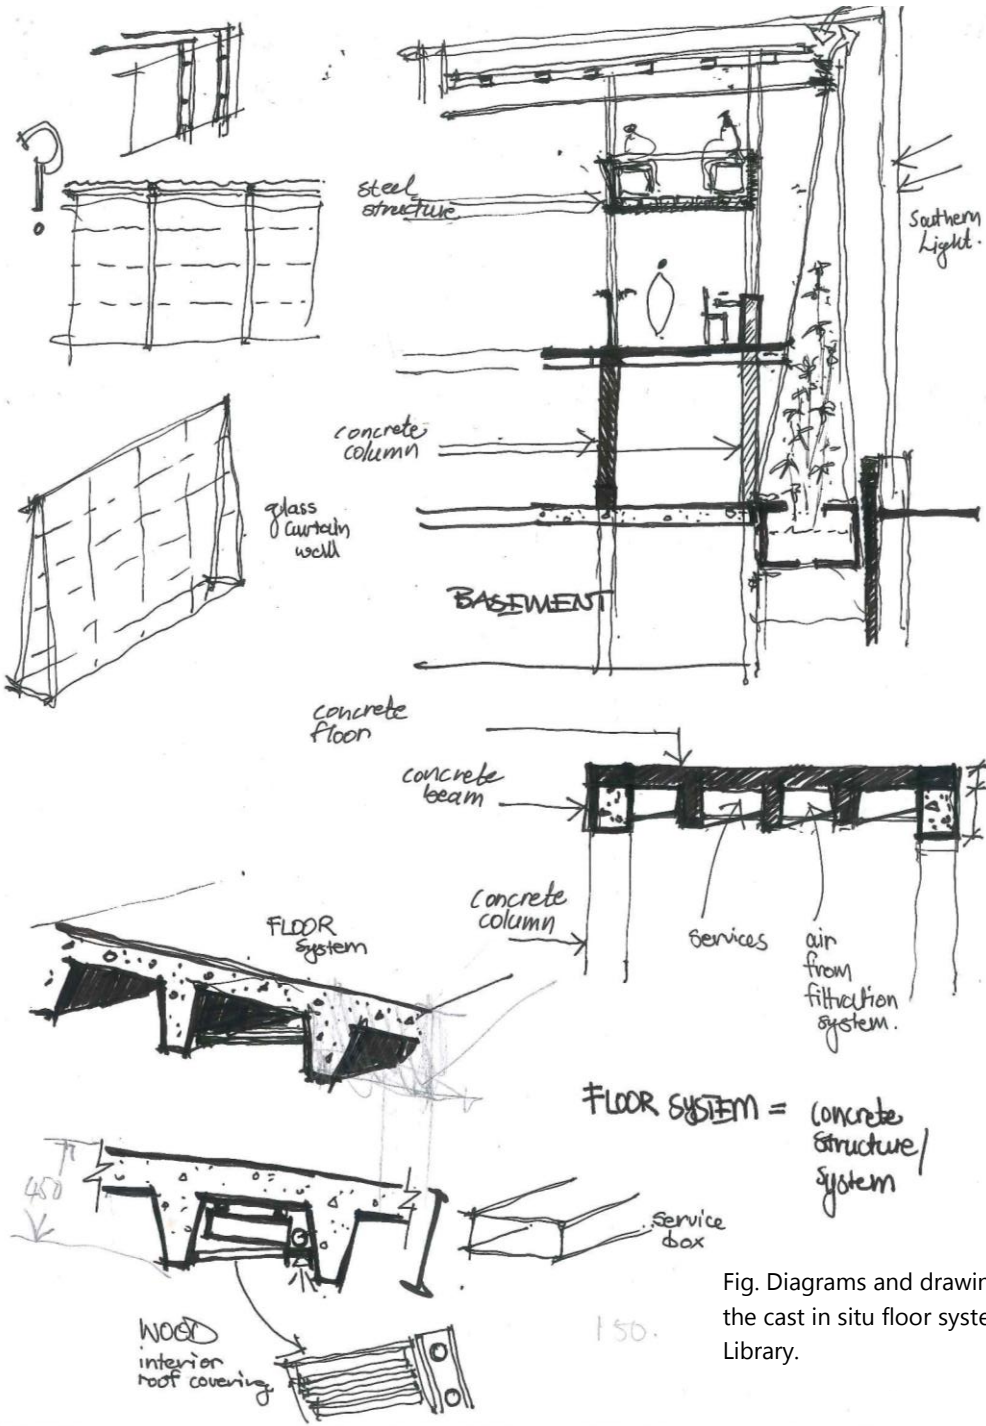 ?
steel
structure
Southern
Light.
concrete
column
glass
curtain
wall
BASEMENT
concrete
floor
concrete
beam
concrete
column
services
air
from
filtration
system.
FLOOR
system
FLOOR SYSTEM = concrete
structure/
system
450
service
box
WOOD
interior
roof covering.
150.
Fig. Diagrams and drawin
the cast in situ floor syste
Library.